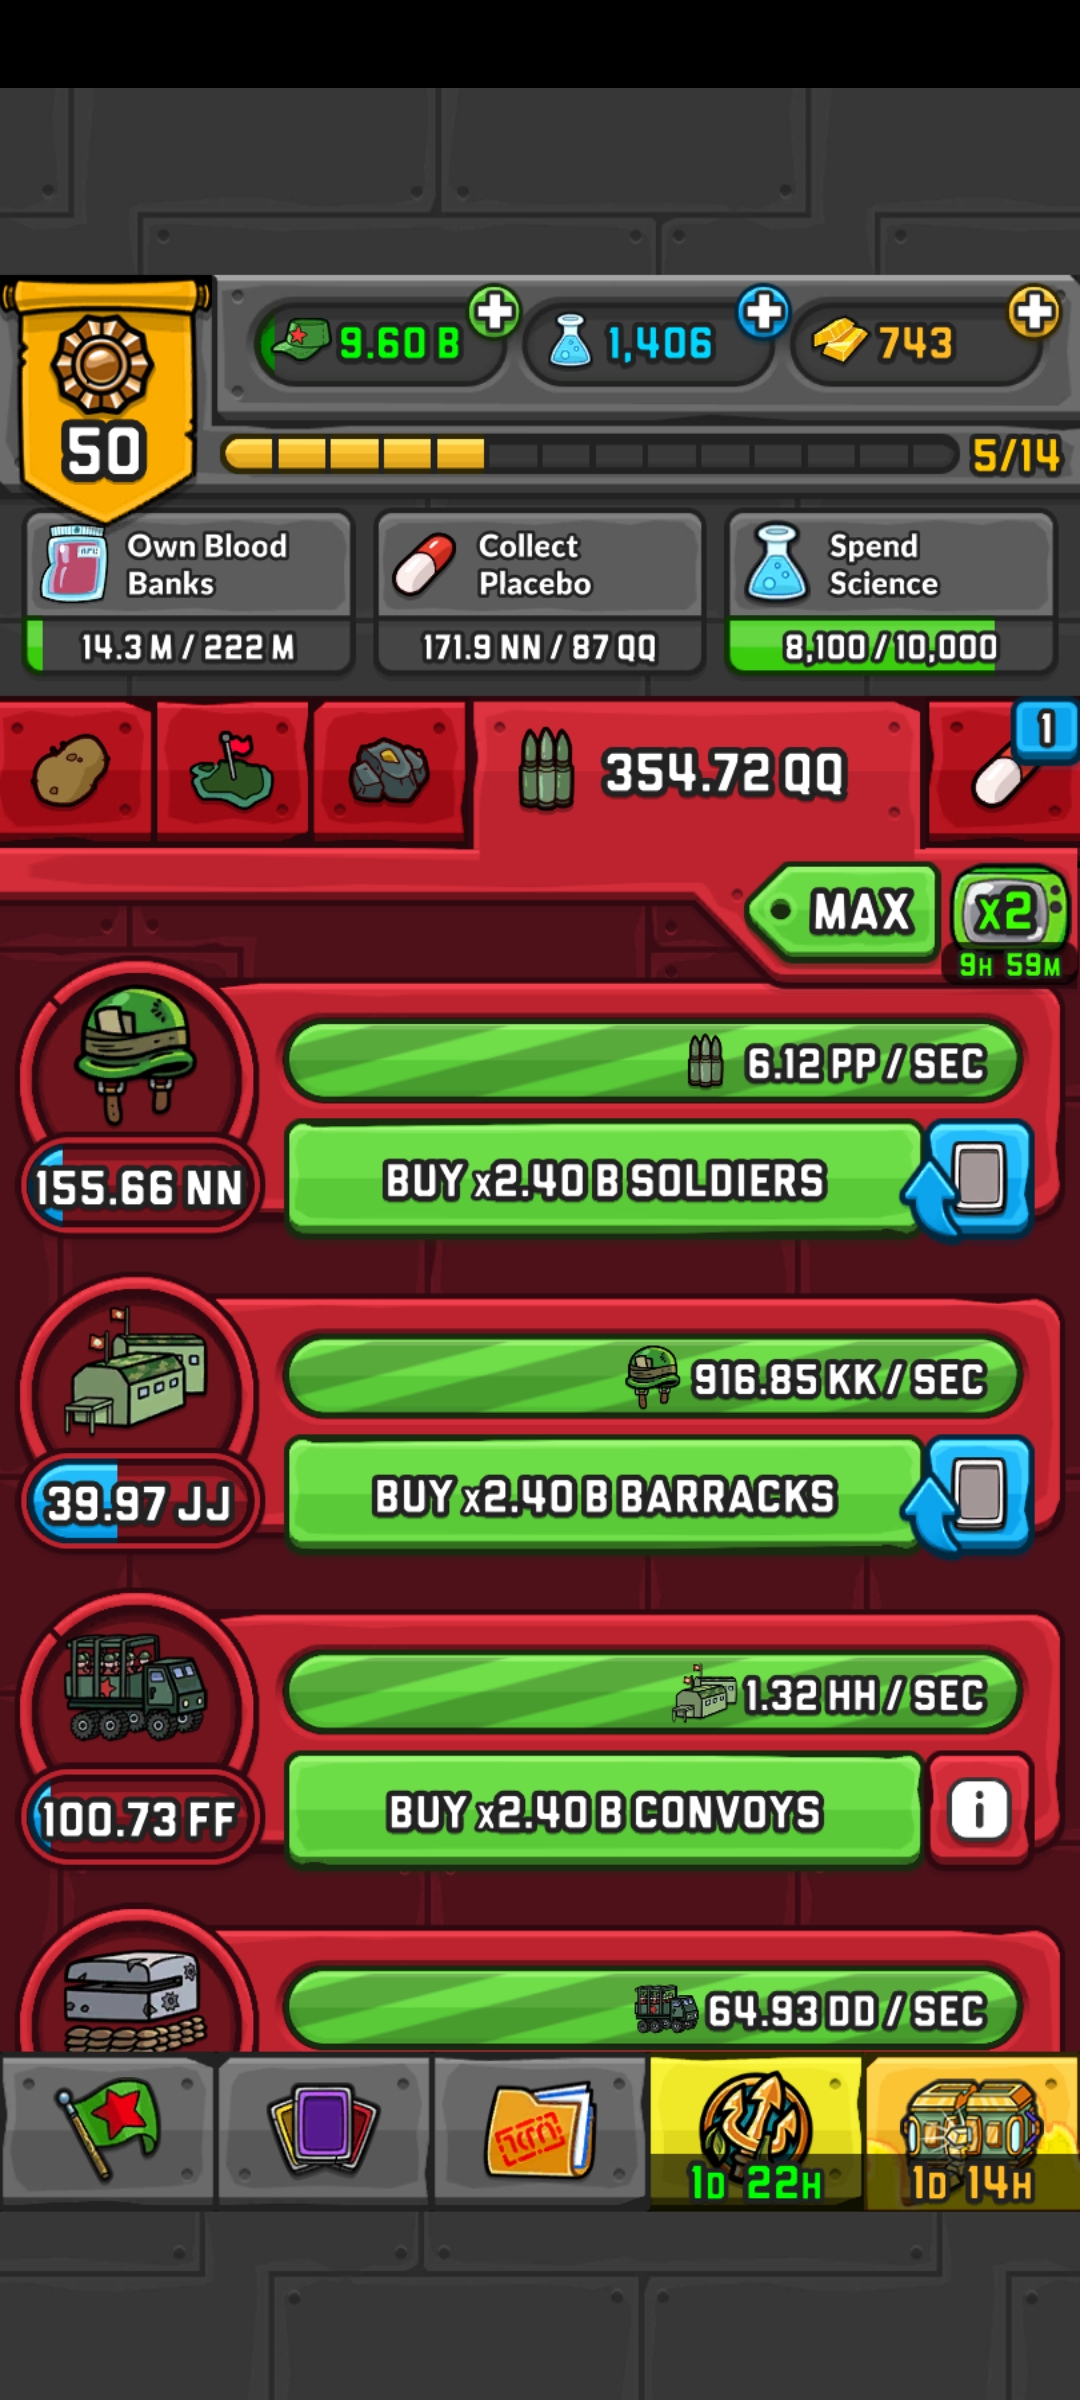 9.60 B
1,406
743
50
5/14
Own Blood
Banks
14.3 M / 222 M
Collect
Placebo
171.9 NN / 87 QQ
Spend
Science
8,100 / 10,000
354.72 QQ
1
MAX
x2
9H 59M
6.12 PP / SEC
155.66 NN
BUY x2.40 B SOLDIERS
916.85 KK / SEC
39.97 JJ
BUY x2.40 B BARRACKS
1.32 HH / SEC
100.73 FF
BUY x2.40 B CONVOYS
i
64.93 DD / SEC
1D 22H
1D 14H